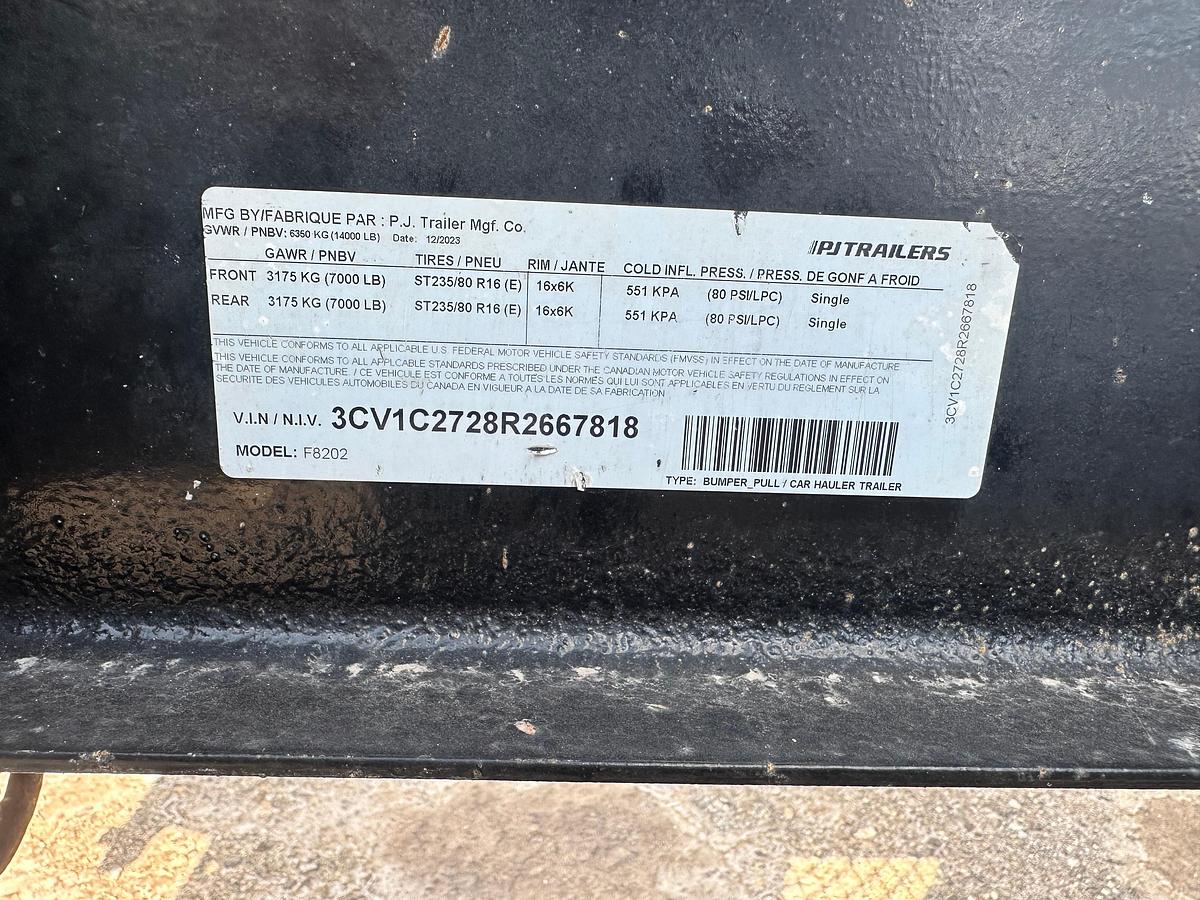 MFG BY/FABRIQUE PAR : P.J. Trailer Mgf. Co.
GVWR / PNBV: 6350 KG (14000 LB) Date: 12/2023
PJTRAILERS
GAWR / PNBV TIRES / PNEU RIM / JANTE COLD INFL. PRESS. / PRESS. DE GONF A FROID
FRONT 3175 KG (7000 LB) ST235/80 R16 (E) 16x6K 551 KPA (80 PSI/LPC) Single
REAR 3175 KG (7000 LB) ST235/80 R16 (E) 16x6K 551 KPA (80 PSI/LPC) Single
THIS VEHICLE CONFORMS TO ALL APPLICABLE U.S. FEDERAL MOTOR VEHICLE SAFETY STANDARDS (FMVSS) IN EFFECT ON THE DATE OF MANUFACTURE
THIS VEHICLE CONFORMS TO ALL APPLCABLE STANDARDS PRESCRIBED UNDER THE CANADIAN MOTOR VEHICLE SAFETY REGULATIONS IN EFFECT ON
THE DATE OF MANUFACTURE. / CE VEHICULE EST CONFORME A TOUTES LES NORMES QUI LUI SONT APPLICABLES EN VERTU DU REGLEMENT SUR LA
SECURITE DES VEHICULES AUTOMOBILES DU CANADA EN VIGUEUR A LA DATE DE SA FABRICATION
V.I.N / N.I.V. 3CV1C2728R2667818
MODEL: F8202
TYPE: BUMPER_PULL / CAR HAULER TRAILER
3CV1C2728R2667818